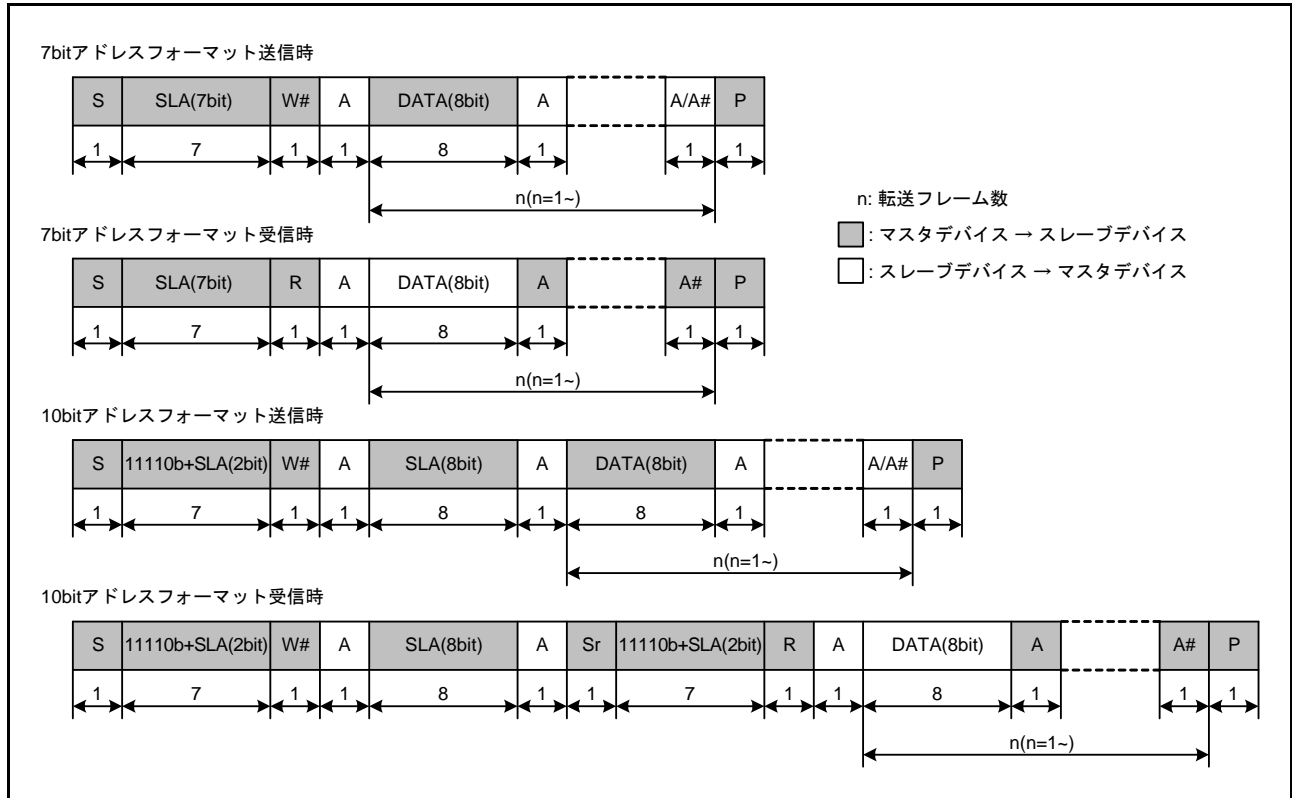 7bitアドレスフォーマット送信時
S SLA(7bit) W# A DATA(8bit) A A/A# P
1 7 1 1 8 1 1 1
n(n=1~)
n: 転送フレーム数
: マスタデバイス → スレーブデバイス
: スレーブデバイス → マスタデバイス
7bitアドレスフォーマット受信時
S SLA(7bit) R A DATA(8bit) A A# P
1 7 1 1 8 1 1 1
n(n=1~)
10bitアドレスフォーマット送信時
S 11110b+SLA(2bit) W# A SLA(8bit) A DATA(8bit) A A/A# P
1 7 1 1 8 1 8 1 1 1
n(n=1~)
10bitアドレスフォーマット受信時
S 11110b+SLA(2bit) W# A SLA(8bit) A Sr 11110b+SLA(2bit) R A DATA(8bit) A A# P
1 7 1 1 8 1 1 7 1 1 8 1 1 1
n(n=1~)